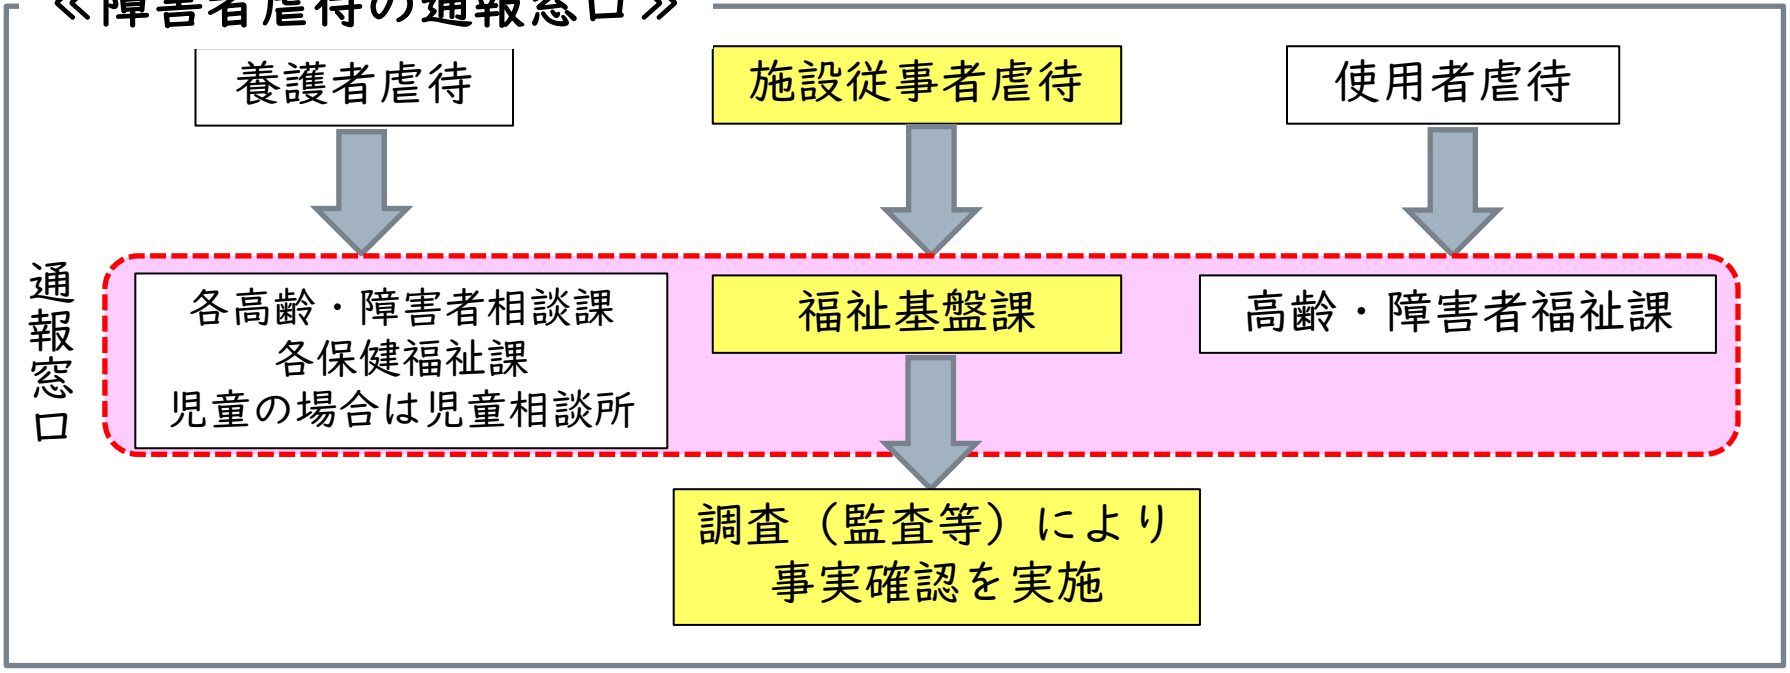 ≪障害者虐待の通報窓口≫
養護者虐待
施設従事者虐待
使用者虐待
通報窓口
各高齢・障害者相談課
各保健福祉課
児童の場合は児童相談所
福祉基盤課
高齢・障害者福祉課
調査（監査等）により
事実確認を実施